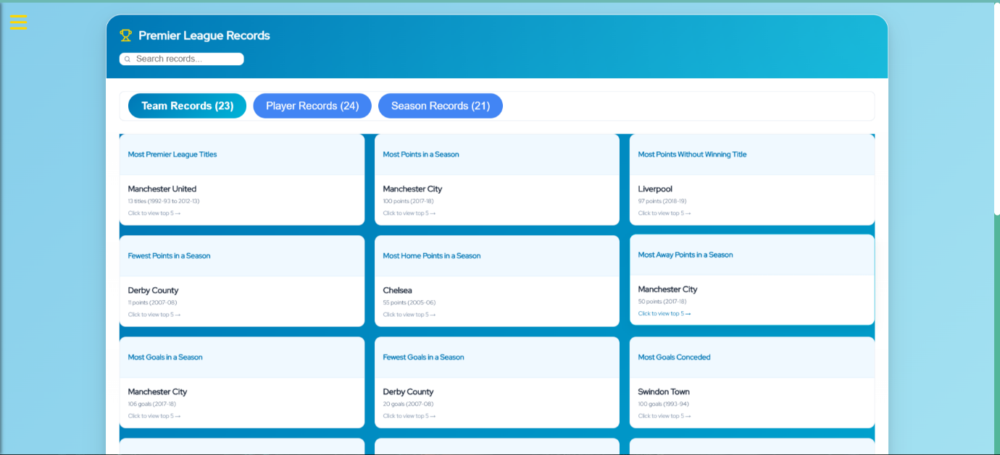 Premier League Records
Search records...
Team Records (23) Player Records (24) Season Records (21)
Most Premier League Titles
Manchester United
13 titles (1992-93 to 2012-13)
Click to view top 5 →
Most Points in a Season
Manchester City
100 points (2017-18)
Click to view top 5 →
Most Points Without Winning Title
Liverpool
97 points (2018-19)
Click to view top 5 →
Fewest Points in a Season
Derby County
11 points (2007-08)
Click to view top 5 →
Most Home Points in a Season
Chelsea
55 points (2005-06)
Click to view top 5 →
Most Away Points in a Season
Manchester City
50 points (2017-18)
Click to view top 5 →
Most Goals in a Season
Manchester City
106 goals (2017-18)
Click to view top 5 →
Fewest Goals in a Season
Derby County
20 goals (2007-08)
Click to view top 5 →
Most Goals Conceded
Swindon Town
100 goals (1993-94)
Click to view top 5 →